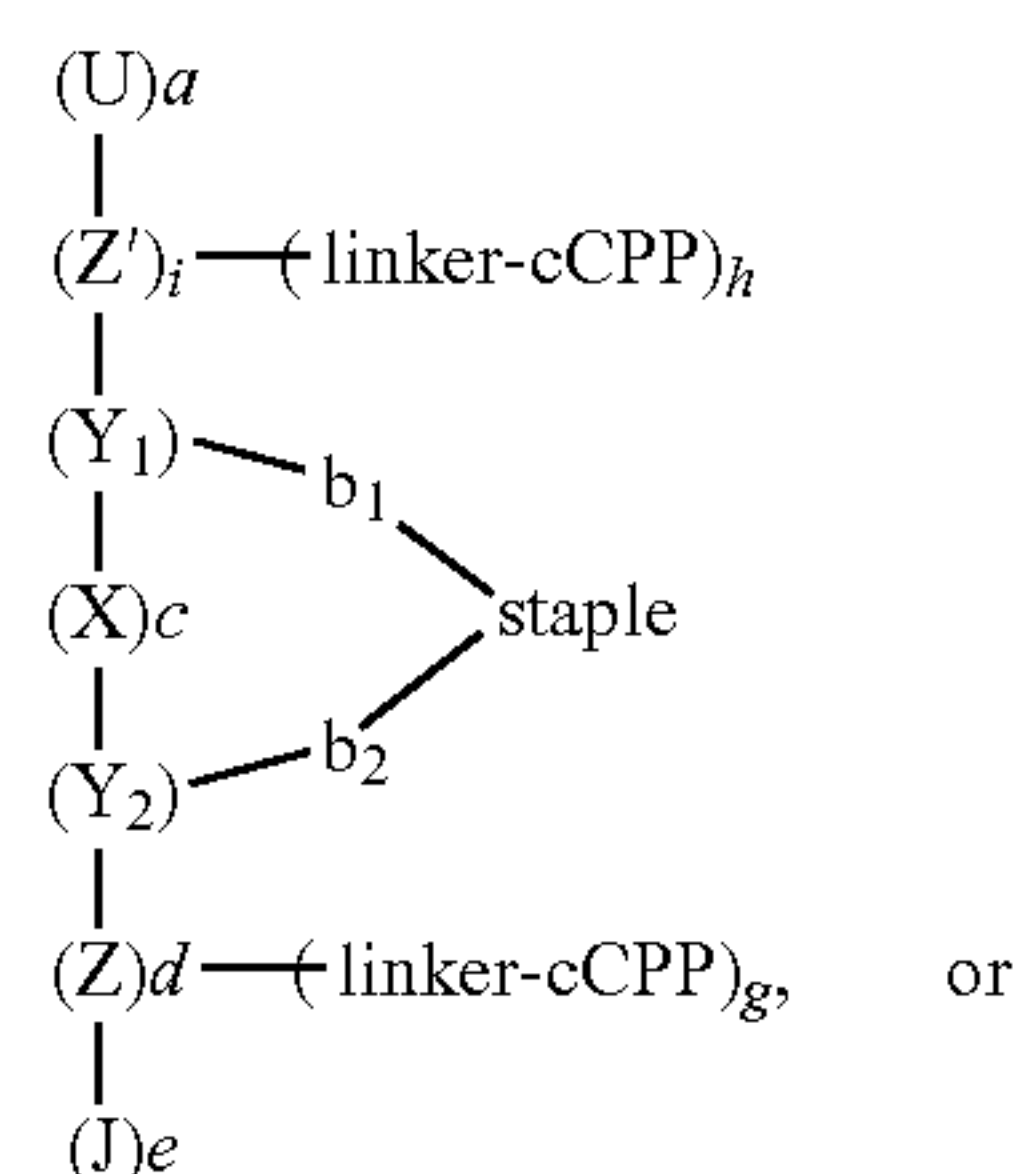 (U)a
(Z')i —( linker-cCPP)h
(Y1)
b1
(X)c
staple
b2
(Y2)
(Z)d —( linker-cCPP)g, or
(J)e